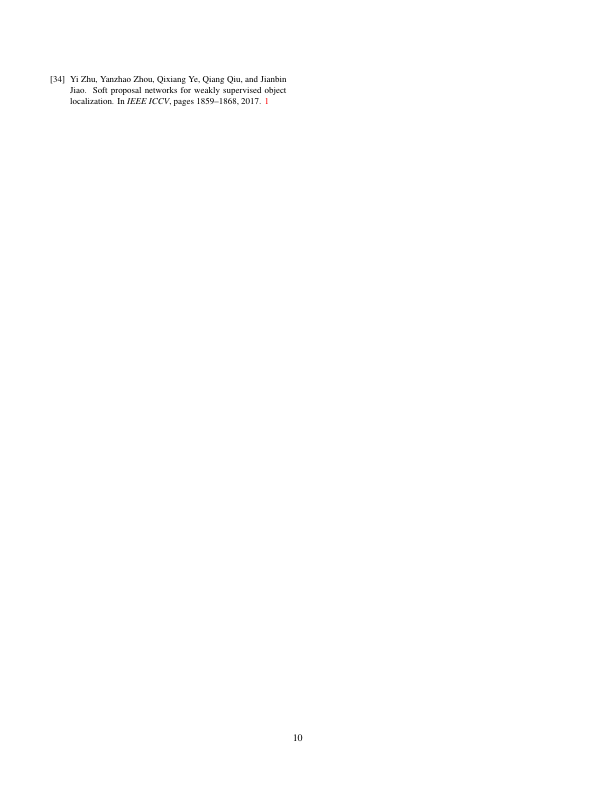 [34] Yi Zhu, Yanzhao Zhou, Qixiang Ye, Qiang Qiu, and Jianbin
Jiao. Soft proposal networks for weakly supervised object
localization. In IEEE ICCV, pages 1859–1868, 2017. 1
10